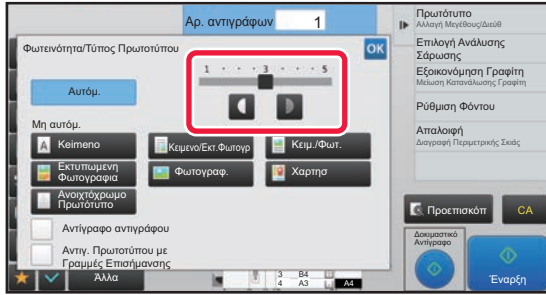 Αρ. αντιγράφων 1
Φωτεινότητα/Τύπος Πρωτοτύπου
OK
1 3 5
Αυτόμ.
Μη αυτόμ.
Keimeno
Κειμενο/Εκτ.Φωτογρ
Κειμ./Φωτ.
Εκτυπωμενη
Φωτογραφια
Φωτογραφ.
Χαρτησ
Ανοιχτόχρωμο
Πρωτότυπο
Αντίγραφο αντιγράφου
Αντιγ. Πρωτοτύπου με
Γραμμές Επισήμανσης
Άλλα
3 B4
4 A3
A4
Πρωτότυπο
Αλλαγή Μεγέθους/Διεύθ
Επιλογή Ανάλυσης
Σάρωσης
Εξοικονόμηση Γραφίτη
Μείωση Κατανάλωσης Γραφίτη
Ρύθμιση Φόντου
Απαλοιφή
Διαγραφή Περιμετρικής Σκιάς
Προεπισκόπ
CA
Δοκιμαστικό
Αντίγραφο
Έναρξη